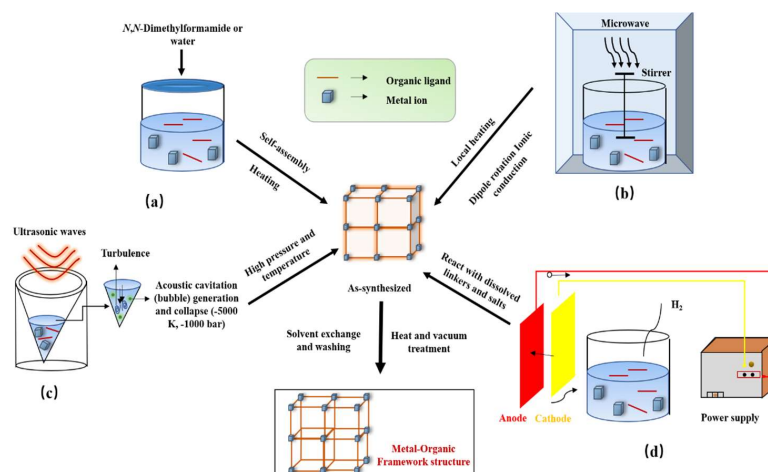 N,N-Dimethylformamide or
water
Microwave
Stirrer
Organic ligand
Metal ion
Self-assembly
Heating
(a)
Local heating
Dipole rotation Ionic
conduction
(b)
Ultrasonic waves
Turbulence
Acoustic cavitation
(bubble) generation
and collapse (-5000
K, -1000 bar)
High pressure and
temperature
(c)
As-synthesized
React with dissolved
linkers and salts
H2
Anode
Cathode
Power supply
(d)
Solvent exchange
and washing
Heat and vacuum
treatment
Metal-Organic
Framework structure